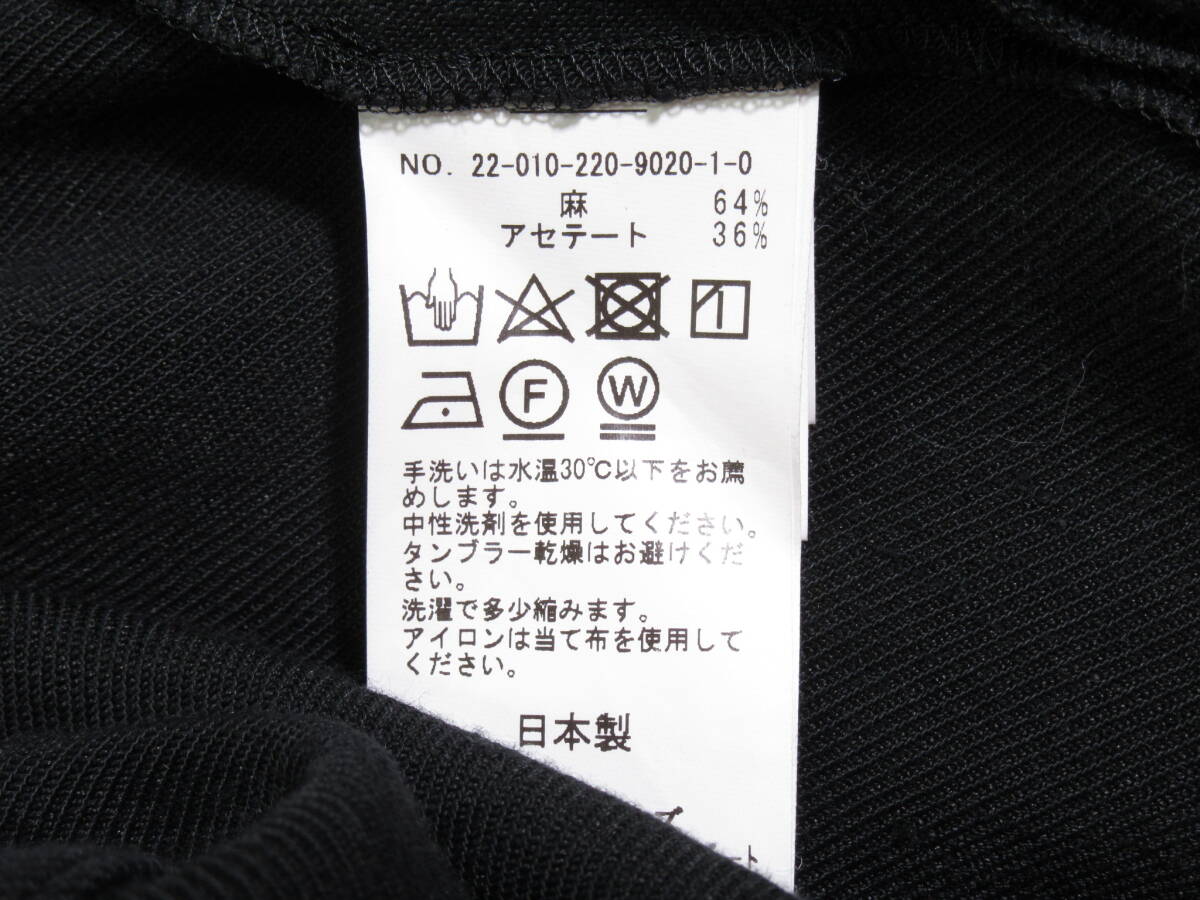 NO. 22-010-220-9020-1-0
麻 64%
アセテート 36%
F W
手洗いは水温30℃以下をお薦
めします。
中性洗剤を使用してください。
タンブラー乾燥はお避けくだ
さい。
洗濯で多少縮みます。
アイロンは当て布を使用して
ください。
日本製